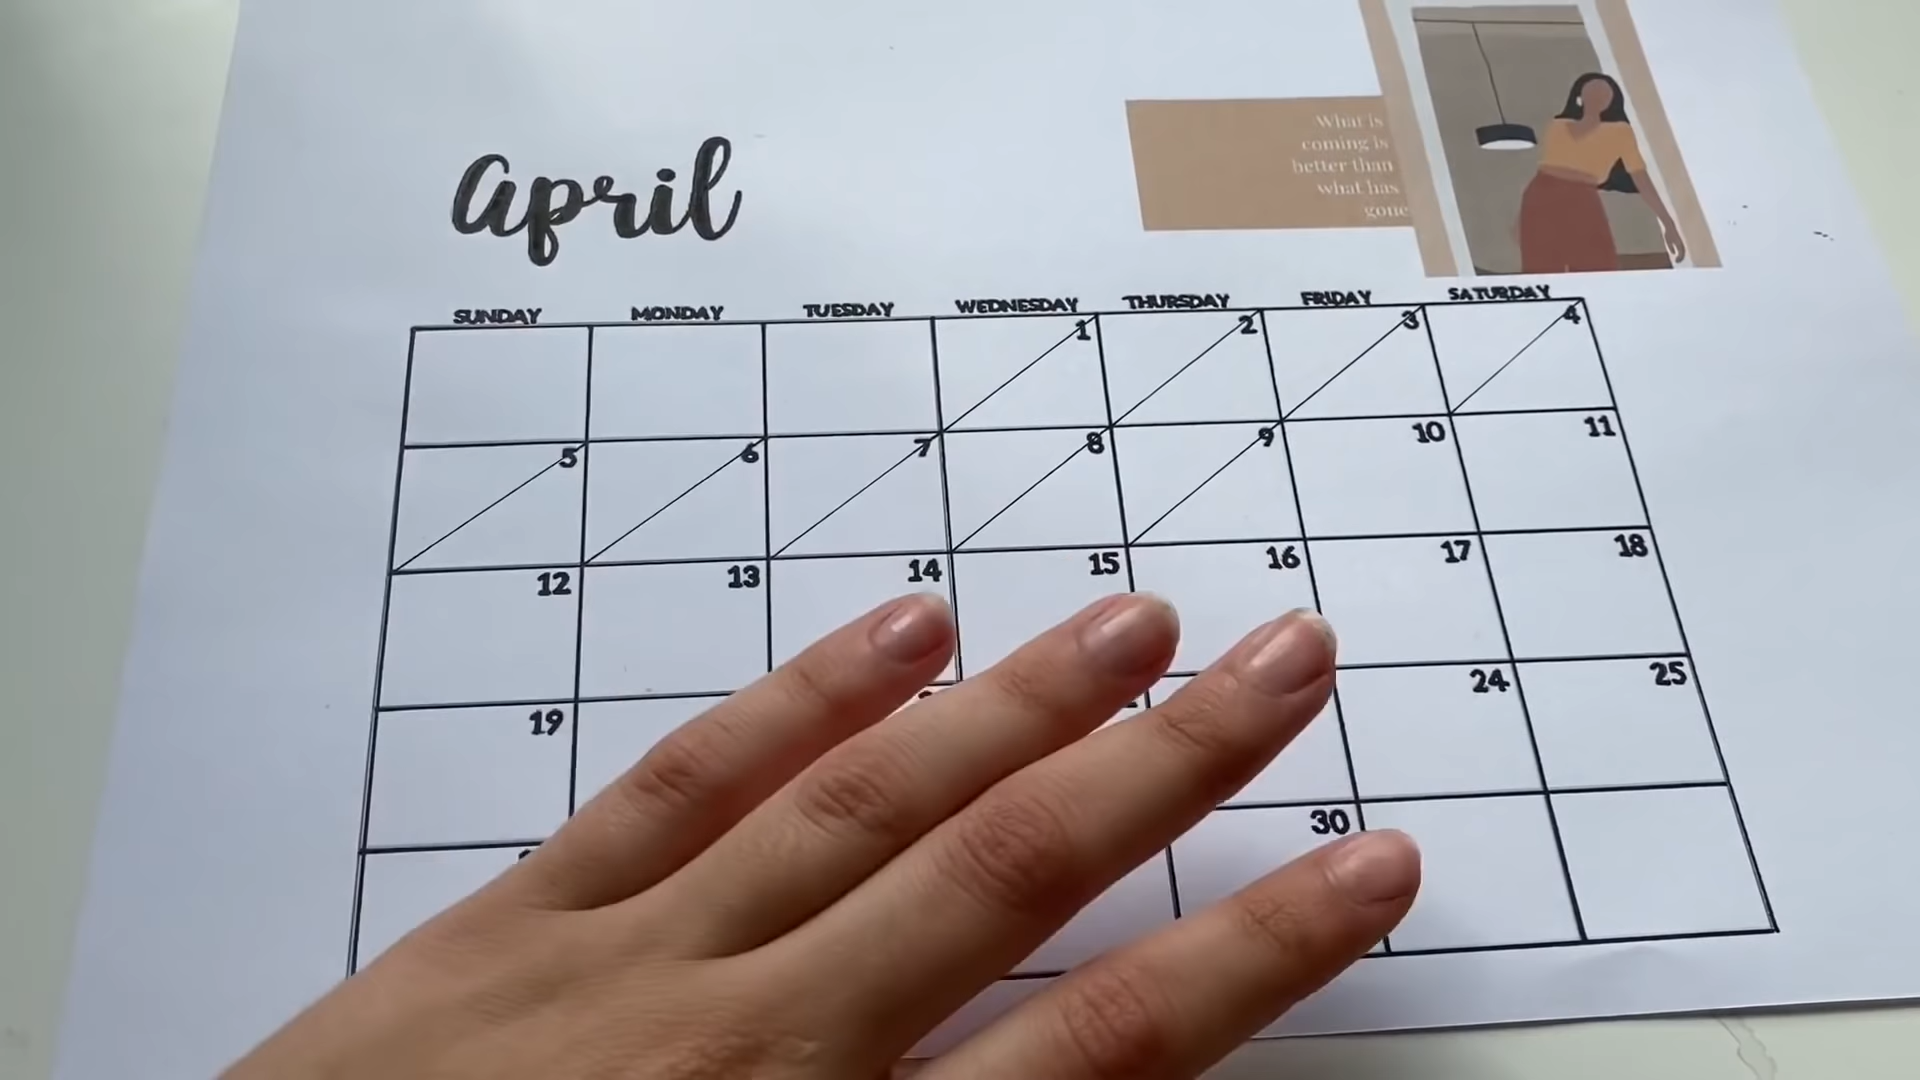 april
What is
coming is
better than
what has
gone
SUNDAY MONDAY TUESDAY WEDNESDAY THURSDAY FRIDAY SATURDAY
1 2 3 4
5 6 7 8 9 10 11
12 13 14 15 16 17 18
19 24 25
30